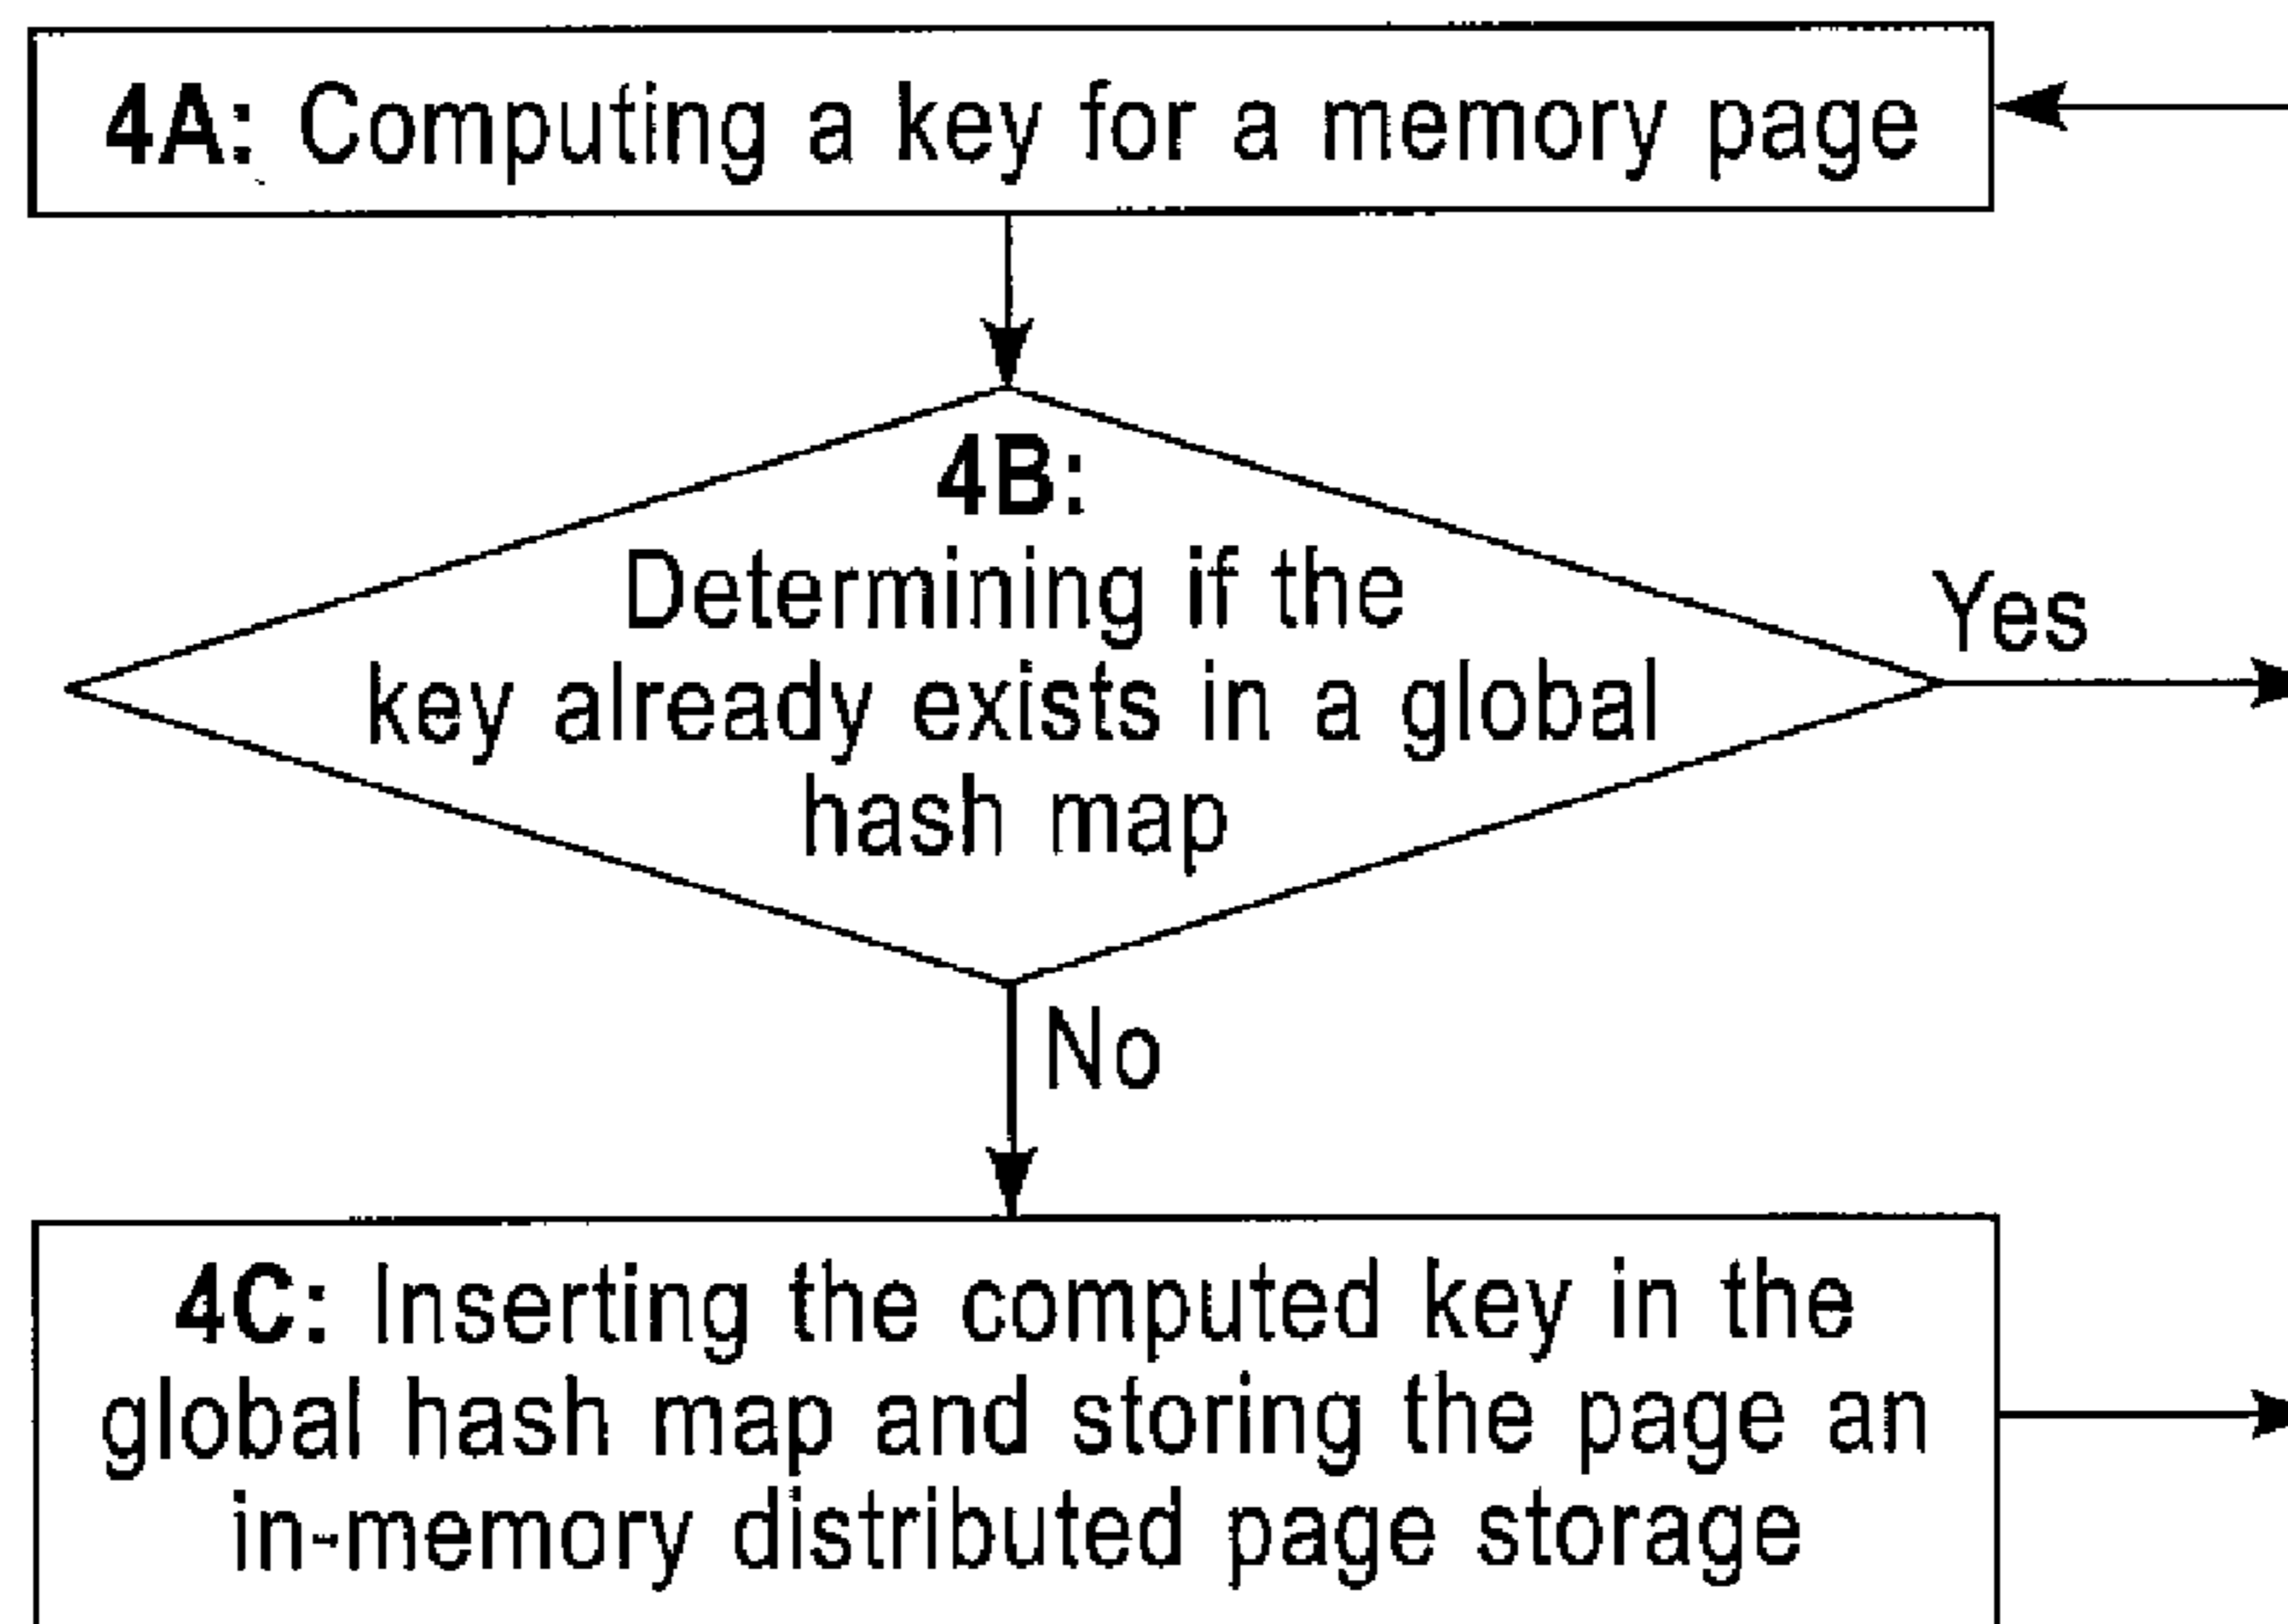 4A: Computing a key for a memory page
4B:
Determining if the
key already exists in a global
hash map
Yes
No
4C: Inserting the computed key in the
global hash map and storing the page an
in-memory distributed page storage